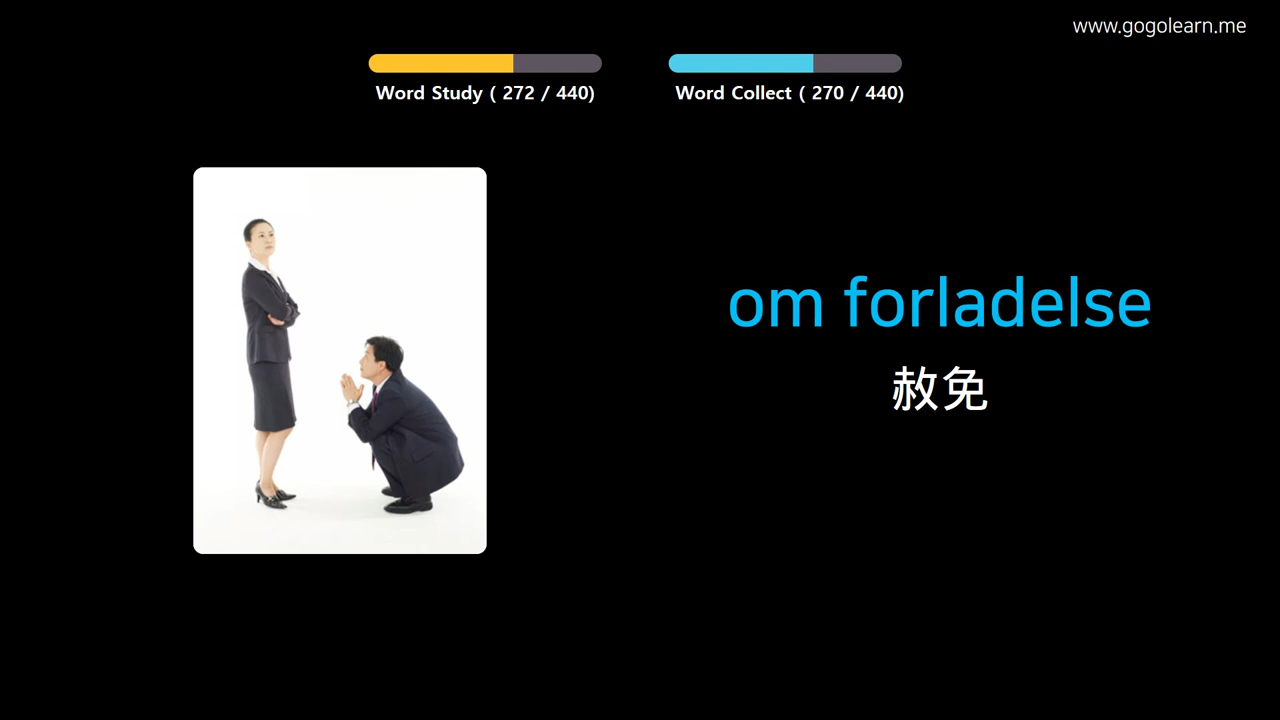 www.gogolearn.me
Word Study ( 272 / 440)
Word Collect ( 270 / 440)
om forladelse
赦免